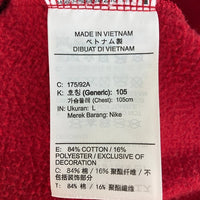 MADE IN VIETNAM
ベトナム製
DIBUAT DI VIETNAM
C: 175/92A
K: 호칭 (Generic): 105
가슴둘레 (Chest): 105cm
IN: Ukuran: L
Merek Barang: Nike
E: 84% COTTON / 16%
POLYESTER / EXCLUSIVE OF
DECORATION
C: 84% 棉 / 16% 聚酯纤维 / 不
包括装饰部分
T: 84% 棉 / 16% 聚酯纖維